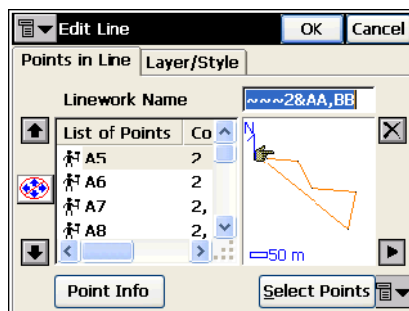 Edit Line OK Cancel
Points in Line Layer/Style
Linework Name ~~~2&AA,BB
List of Points Co
A5 2
A6 2
A7 2,
A8 2,
N
50 m
Point Info Select Points